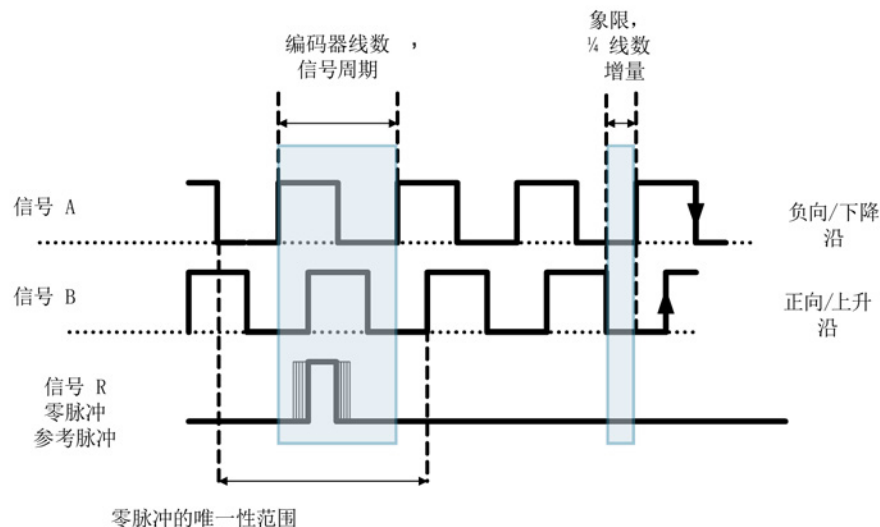 编码器线数 ，
信号周期
象限，
¼ 线数
增量
信号 A
负向/下降
沿
信号 B
正向/上升
沿
信号 R
零脉冲
参考脉冲
零脉冲的唯一性范围